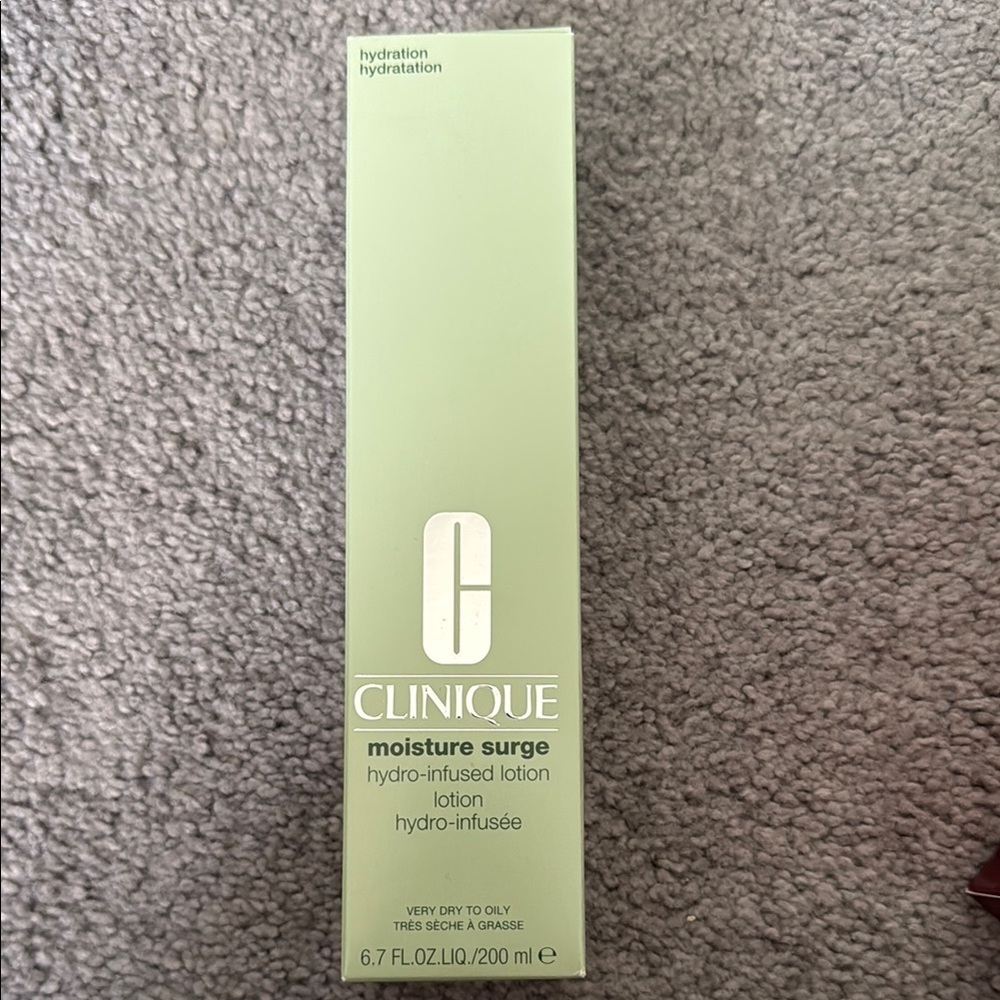 hydration
hydratation
C
CLINIQUE
moisture surge
hydro-infused lotion
lotion
hydro-infusée
VERY DRY TO OILY
TRÈS SÈCHE À GRASSE
6.7 FL.OZ.LIQ./200 ml ℮